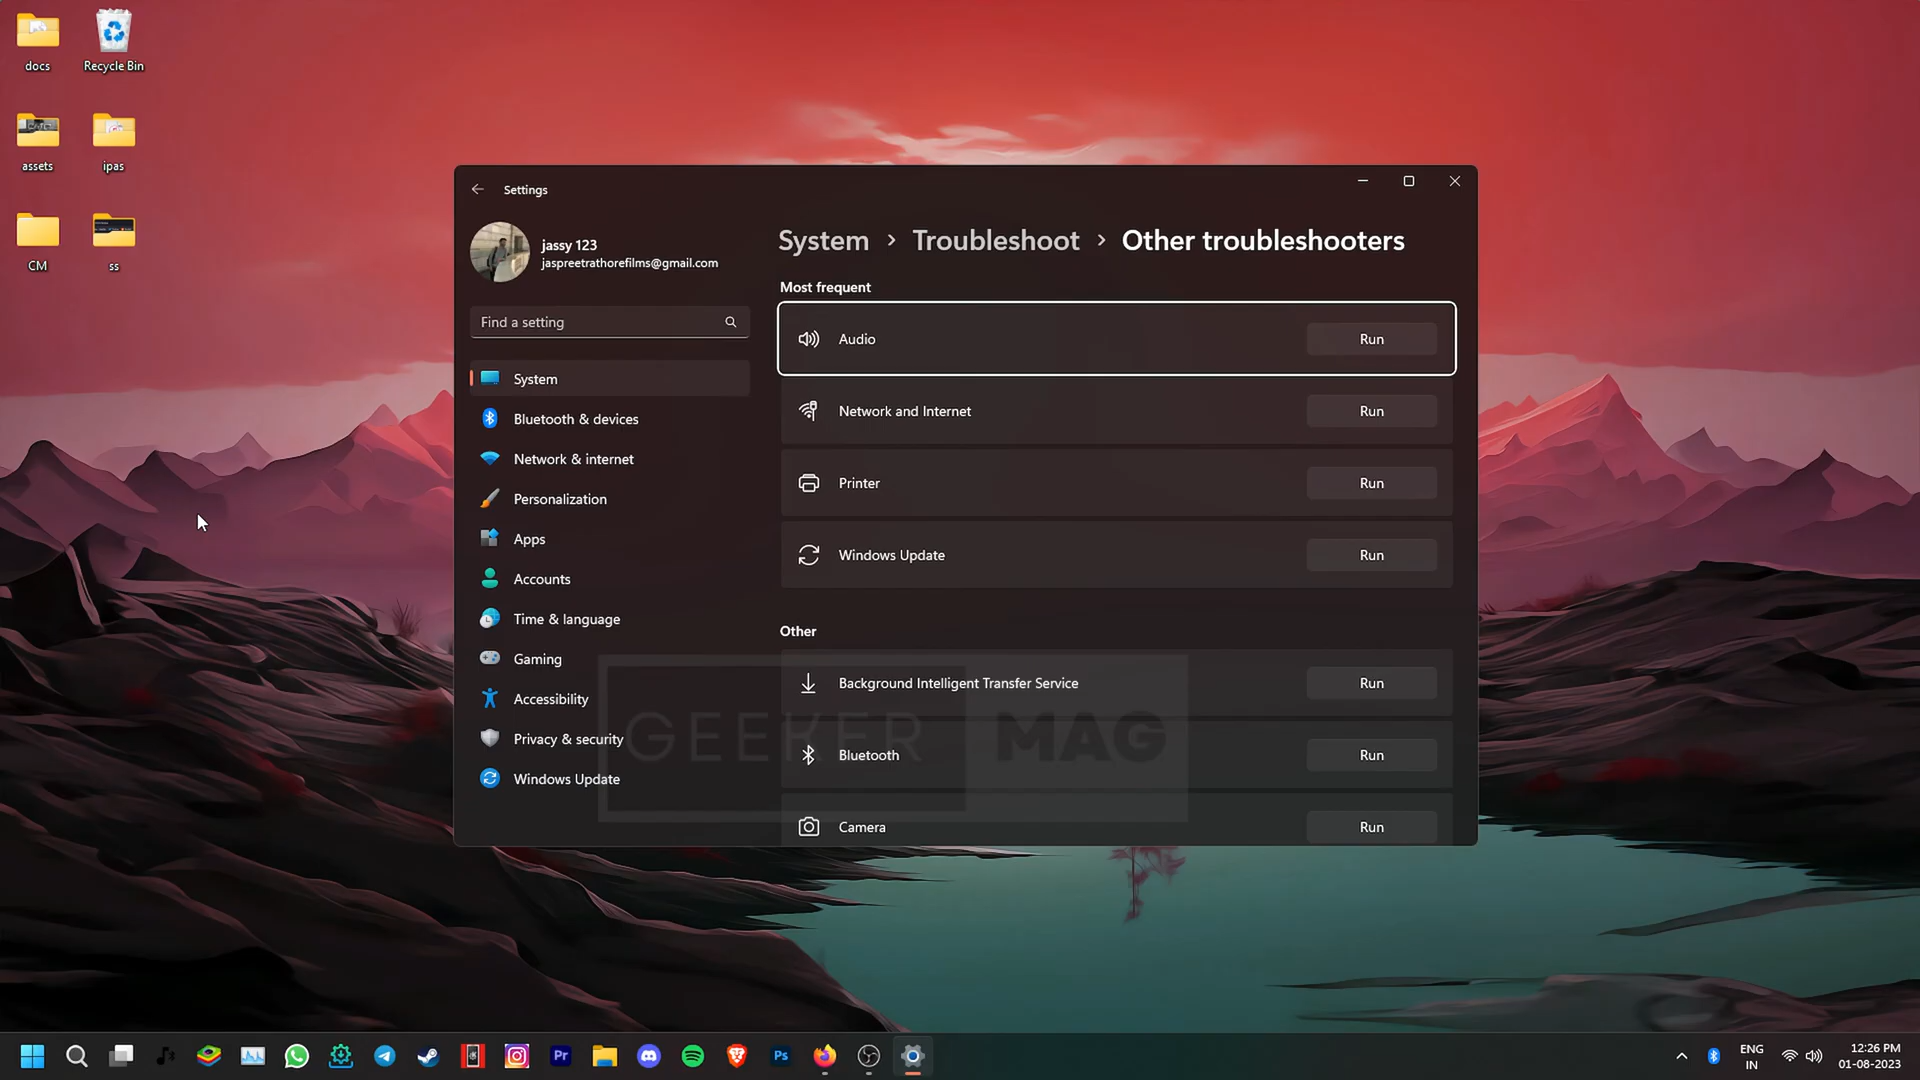 docs
Recycle Bin
assets
ipas
CM
ss
Settings
jassy 123
jaspreetrathorefilms@gmail.com
Find a setting
System
Bluetooth & devices
Network & internet
Personalization
Apps
Accounts
Time & language
Gaming
Accessibility
Privacy & security
Windows Update
System > Troubleshoot > Other troubleshooters
Most frequent
Audio Run
Network and Internet Run
Printer Run
Windows Update Run
Other
Background Intelligent Transfer Service Run
Bluetooth Run
Camera Run
GEEKER MAG
Pr
Ps
ENG
IN
12:26 PM
01-08-2023